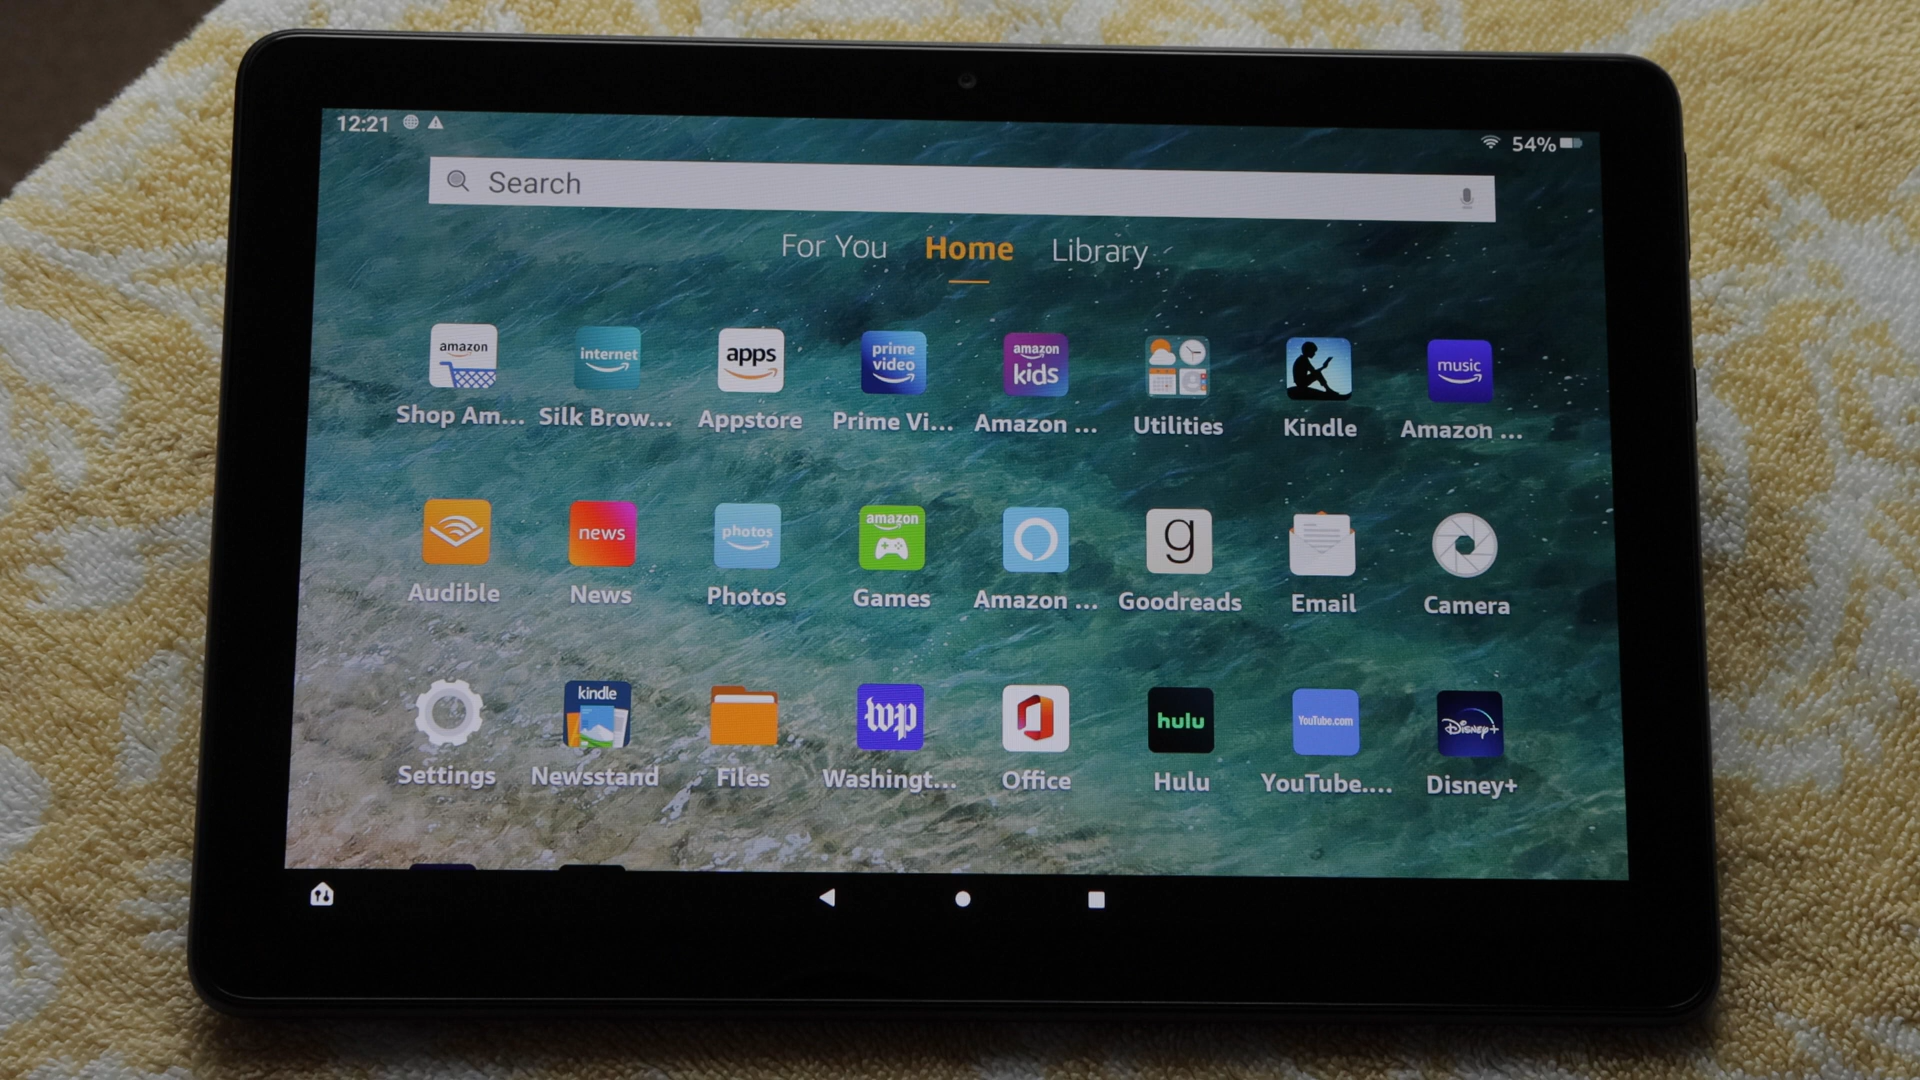 12:21
54%
Search
For You Home Library
amazon internet apps prime video amazon kids music
Shop Am... Silk Brow... Appstore Prime Vi... Amazon ... Utilities Kindle Amazon ...
news photos amazon g
Audible News Photos Games Amazon ... Goodreads Email Camera
kindle wp hulu YouTube.com Disney+
Settings Newsstand Files Washingt... Office Hulu YouTube.... Disney+